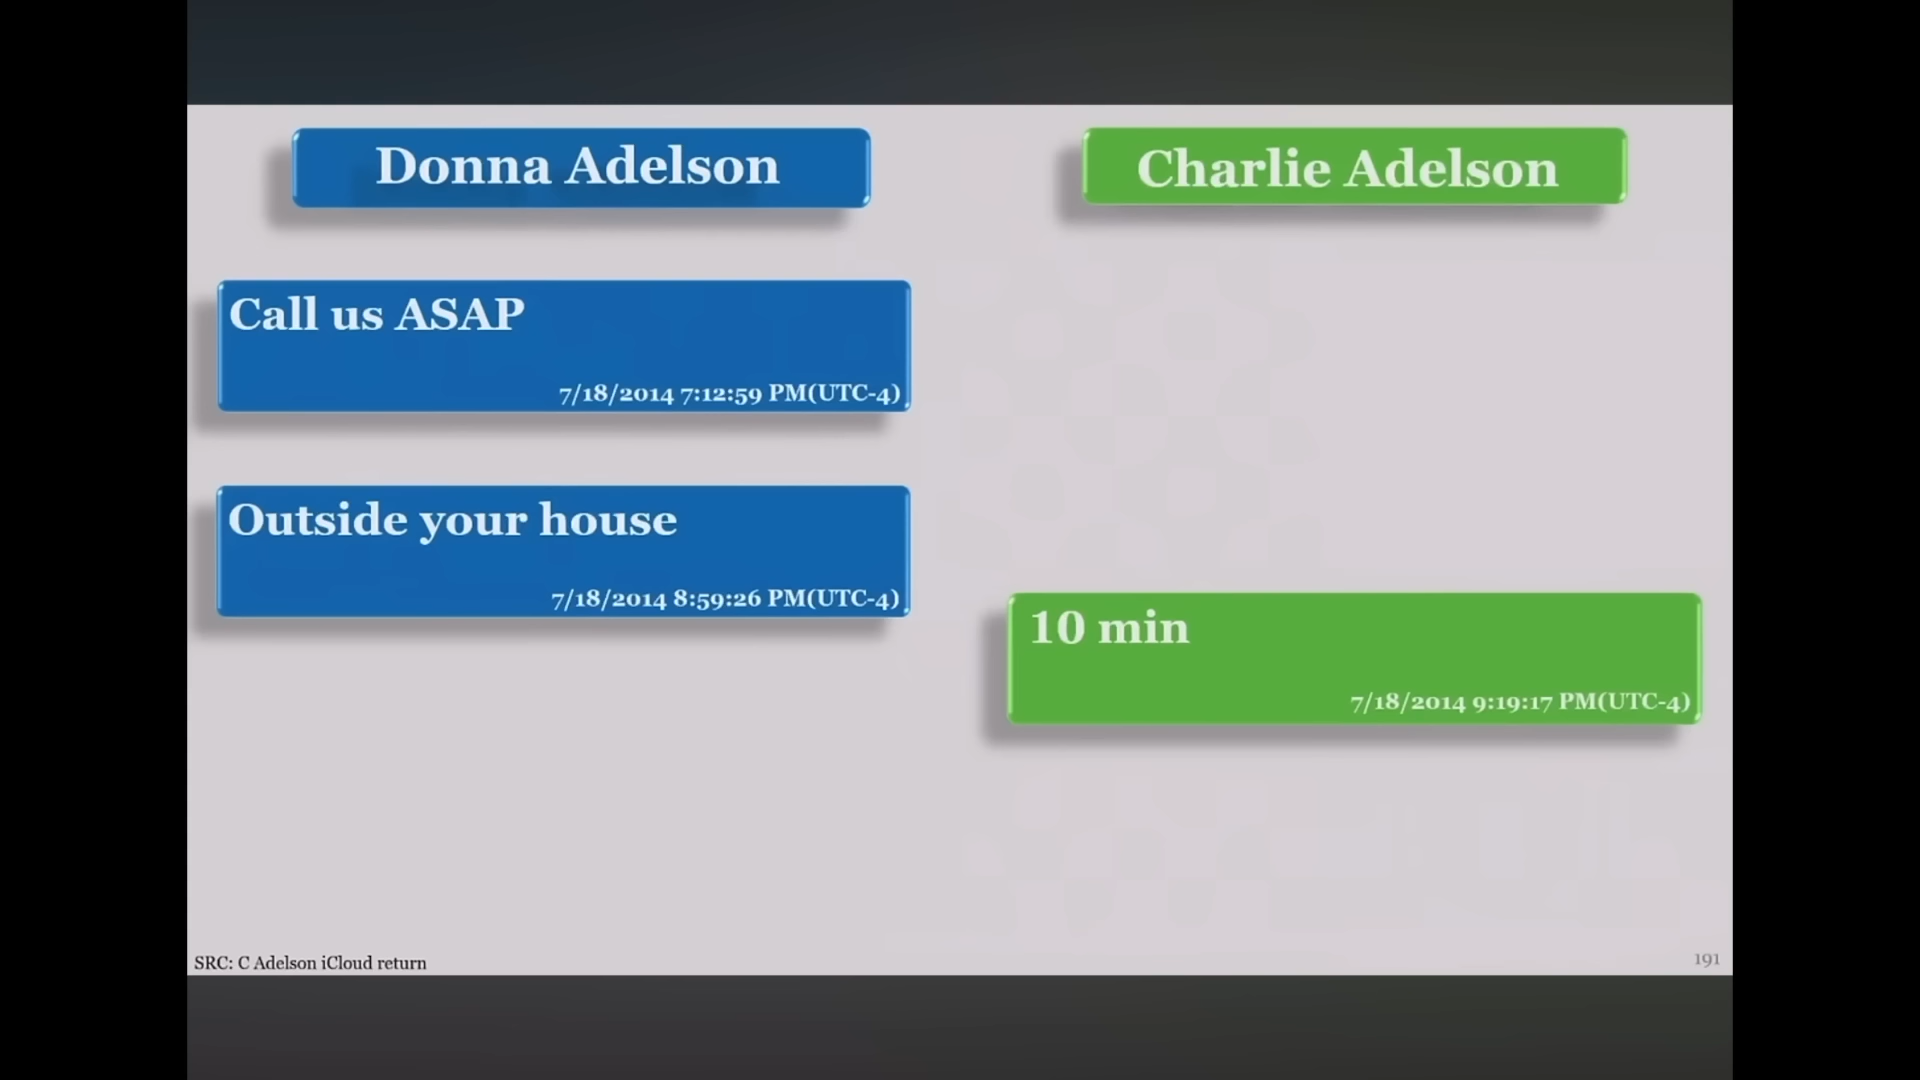 Donna Adelson
Charlie Adelson
Call us ASAP
7/18/2014 7:12:59 PM(UTC-4)
Outside your house
7/18/2014 8:59:26 PM(UTC-4)
10 min
7/18/2014 9:19:17 PM(UTC-4)
SRC: C Adelson iCloud return
191